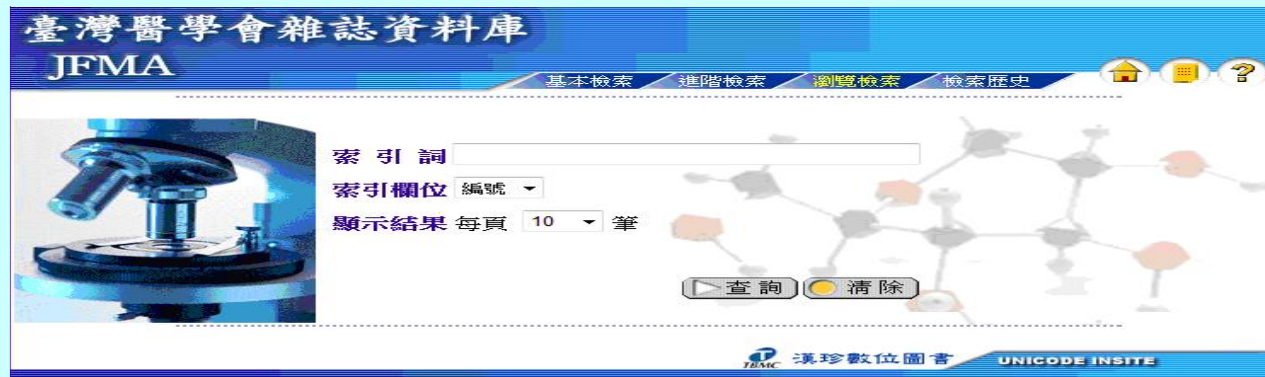 臺灣醫學會雜誌資料庫
JFMA
基本檢索 進階檢索 瀏覽檢索 檢索歷史
?
索引詞
索引欄位 編號
顯示結果 每頁 10 筆
查詢 清除
TBMC 漢珍數位圖書 UNICODE INSITE